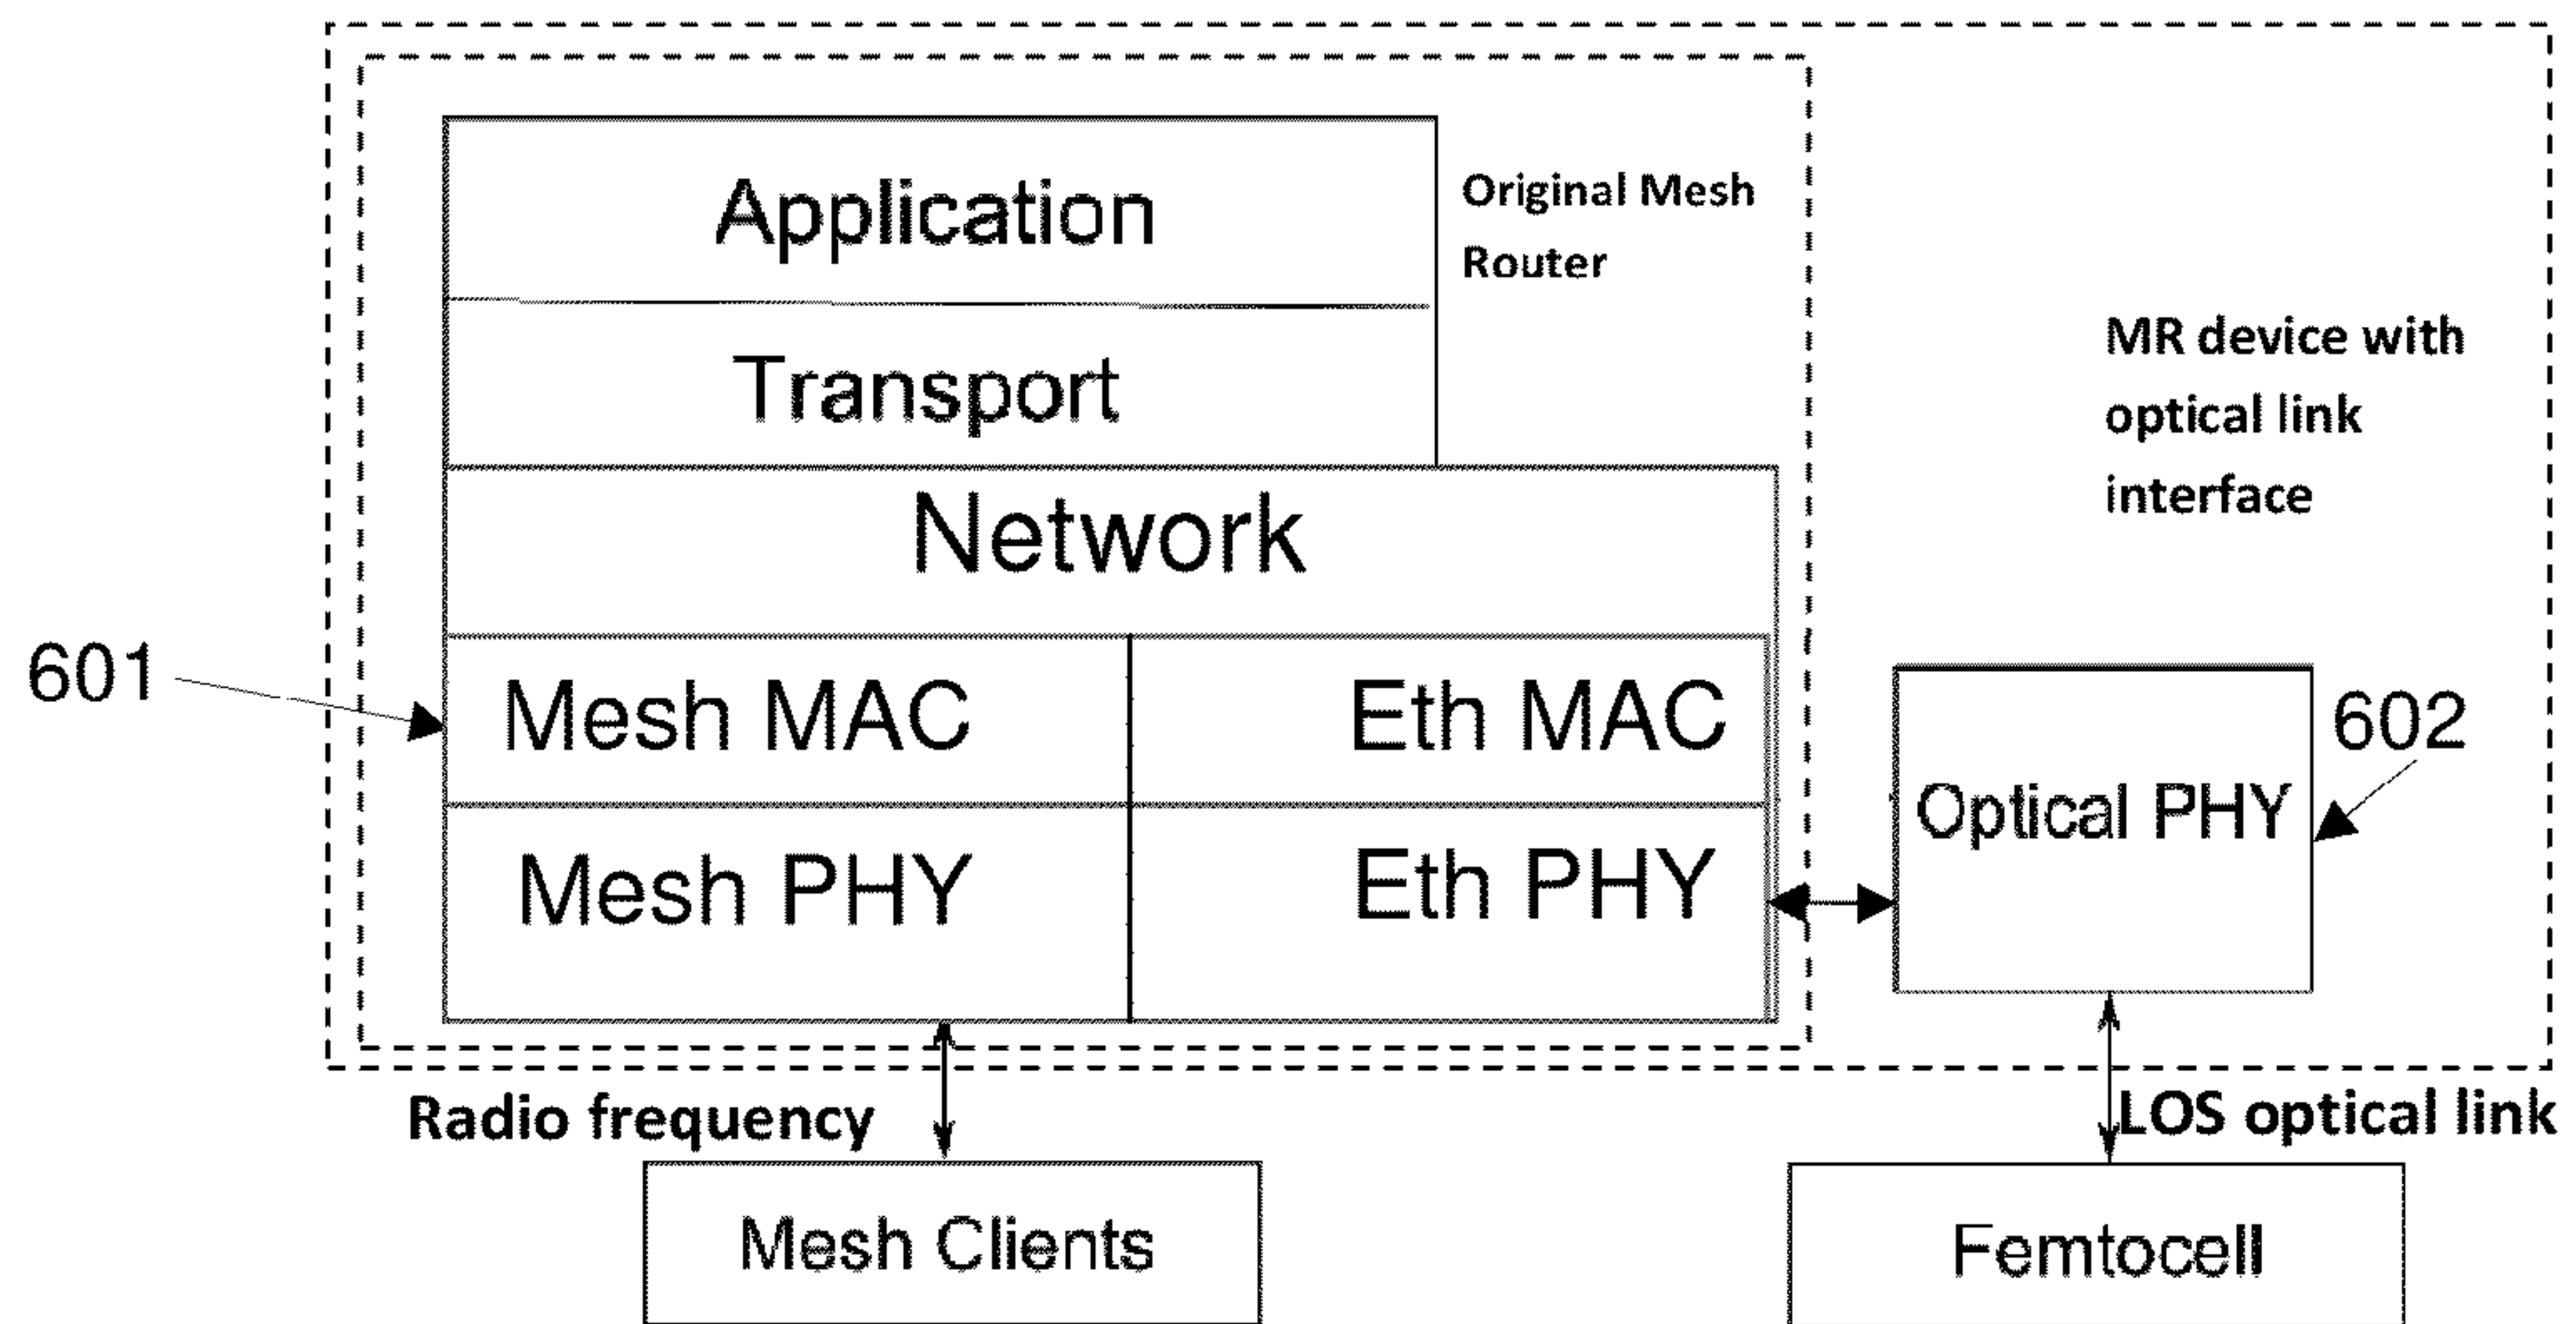 Application
Original Mesh
Router
Transport
MR device with
optical link
interface
Network
601
Mesh MAC
Eth MAC
602
Optical PHY
Mesh PHY
Eth PHY
Radio frequency
LOS optical link
Mesh Clients
Femtocell